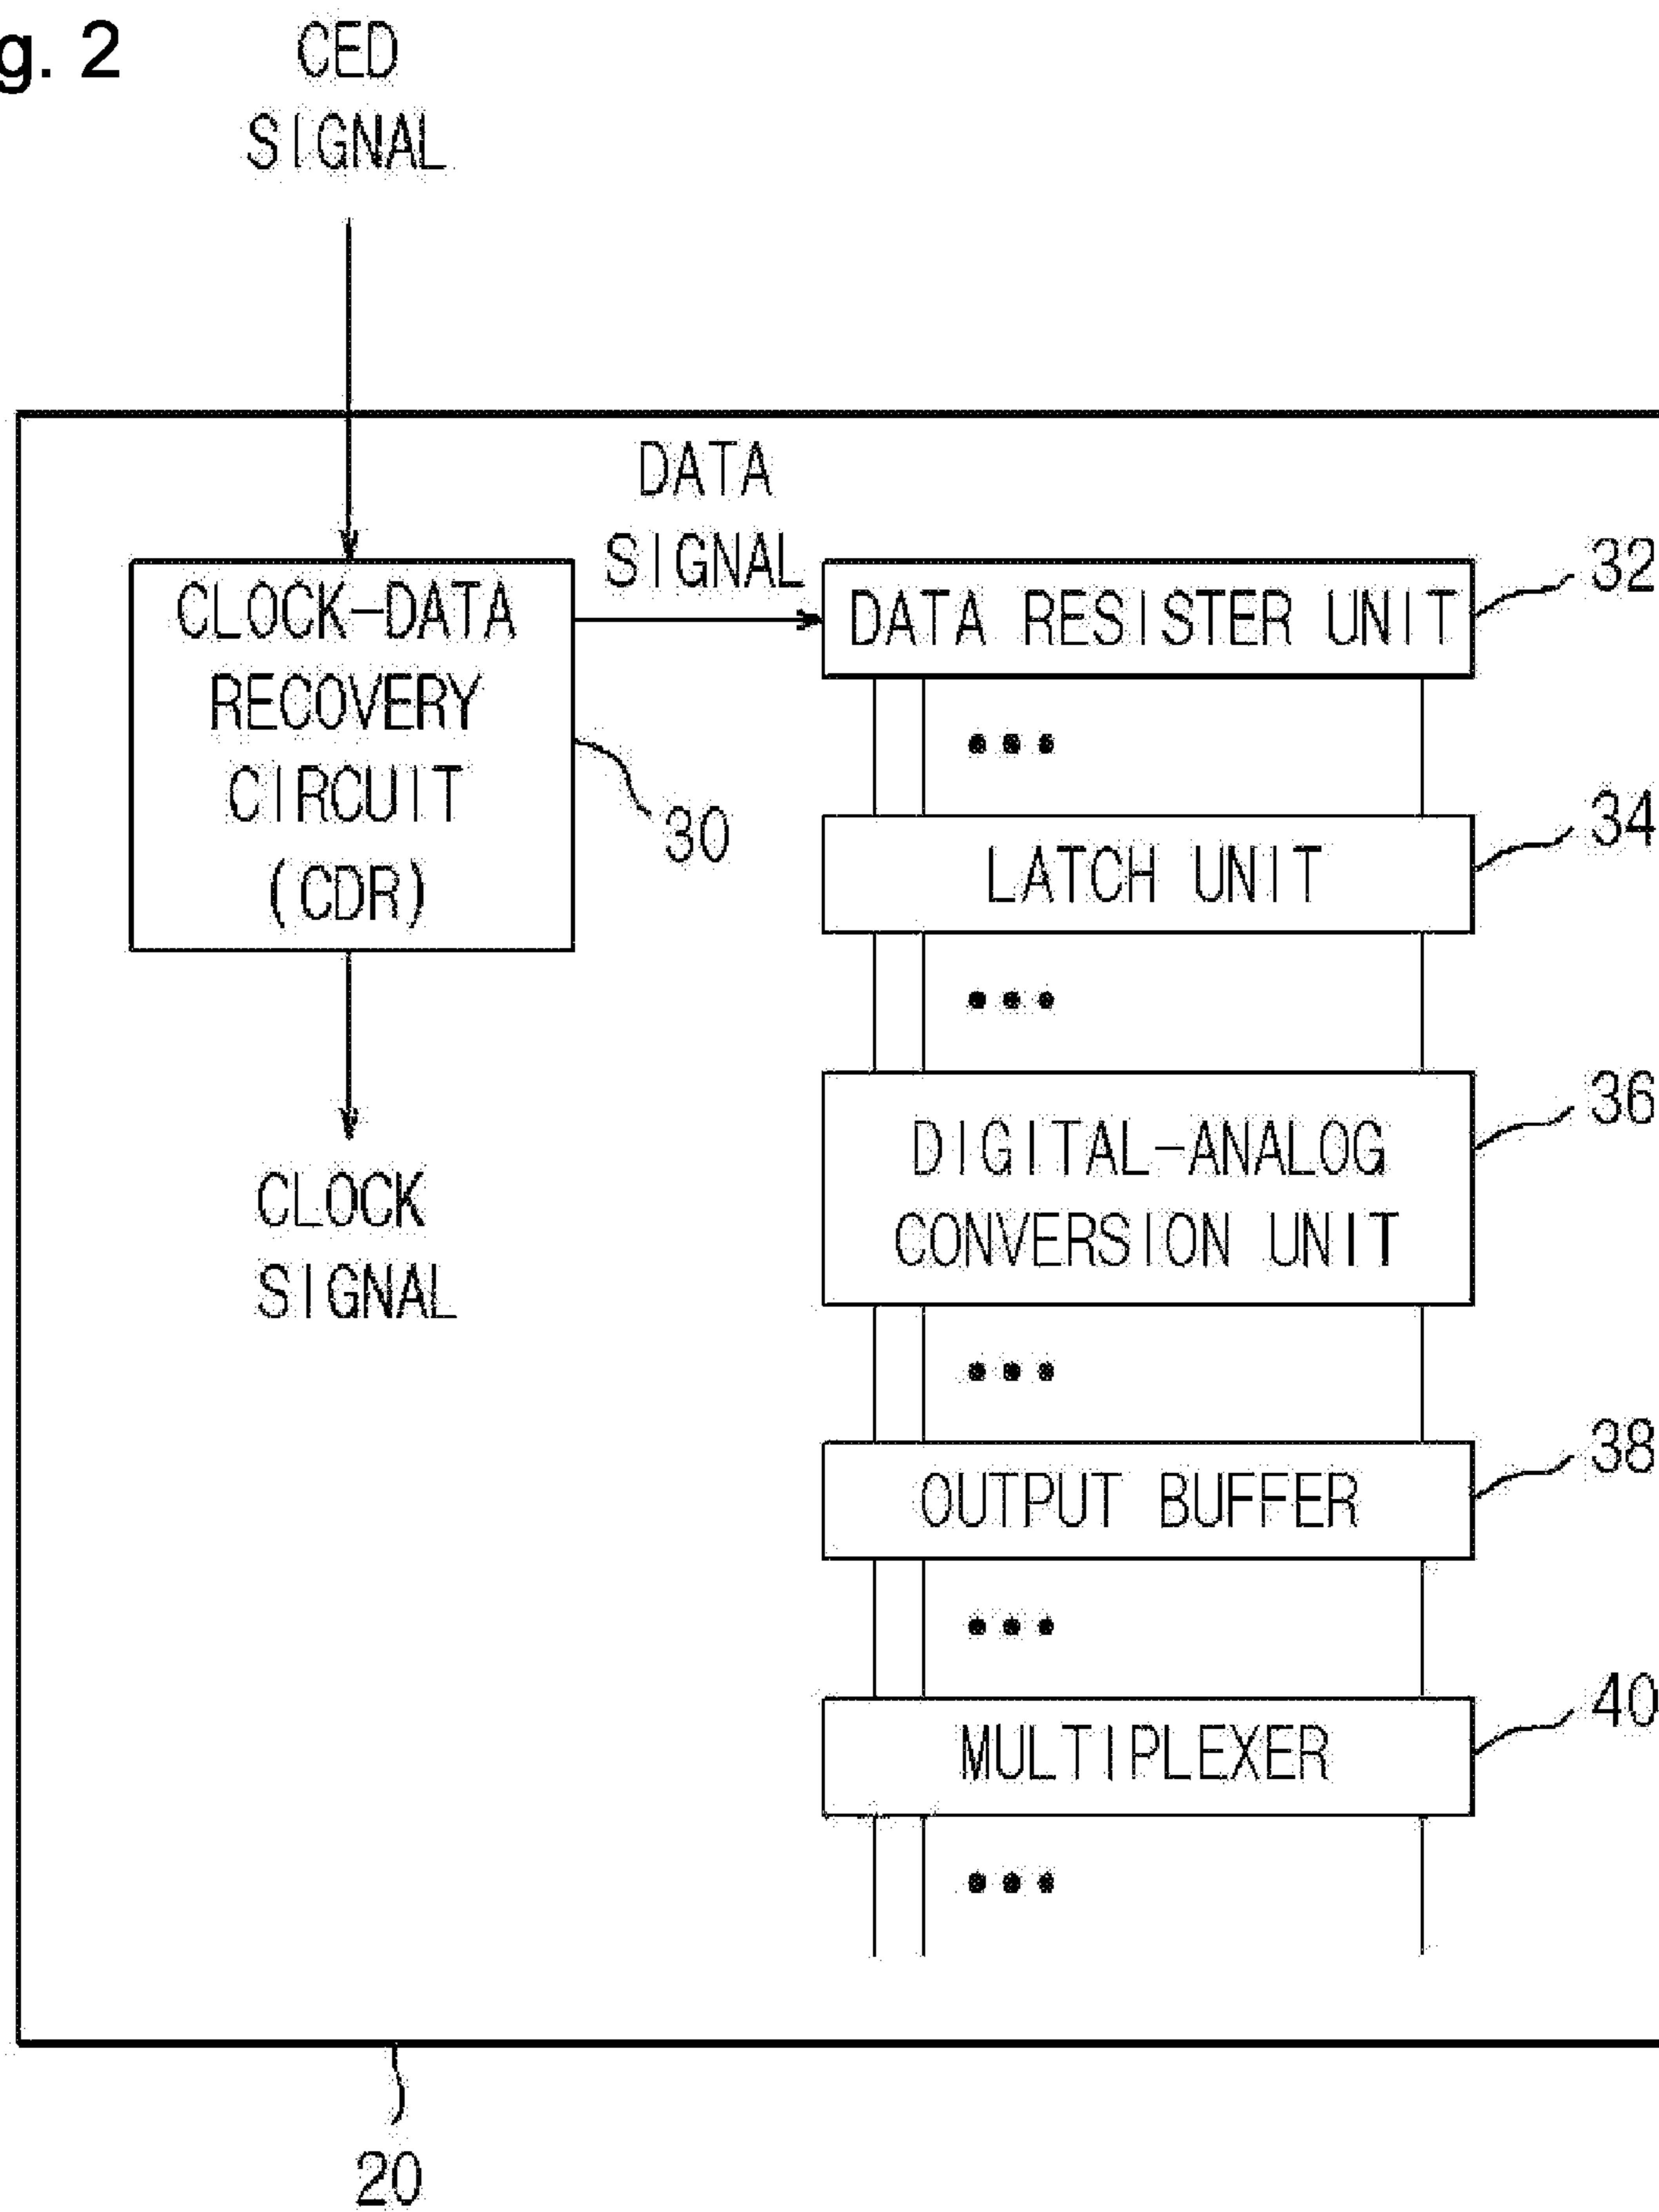 g. 2
CED
SIGNAL
DATA
SIGNAL
CLOCK-DATA
RECOVERY
CIRCUIT
(CDR)
30
CLOCK
SIGNAL
DATA RESISTER UNIT
32
LATCH UNIT
34
DIGITAL-ANALOG
CONVERSION UNIT
36
OUTPUT BUFFER
38
MULTIPLEXER
40
20